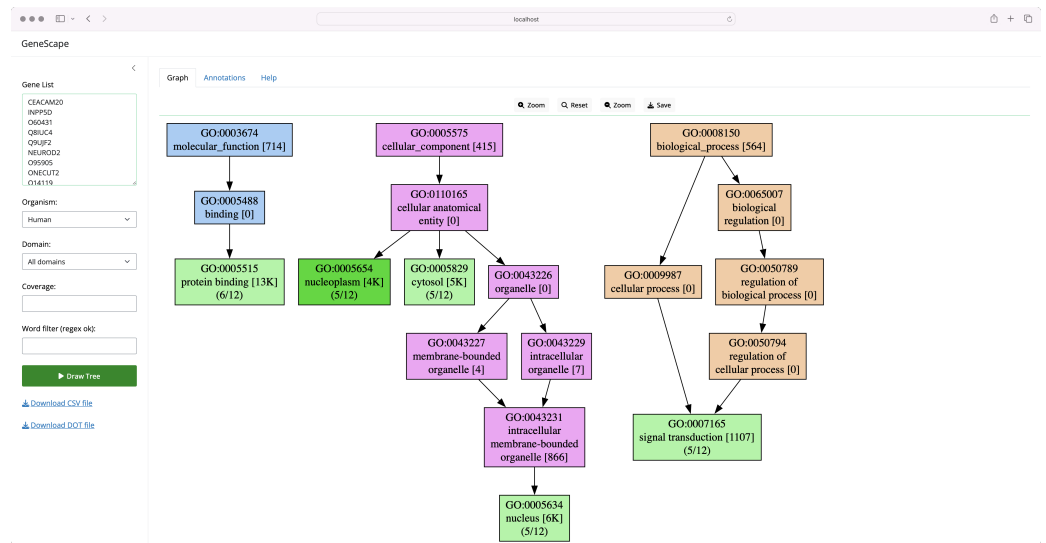 localhost
GeneScape
Gene List
CEACAM20
INPP5D
O60431
Q8IUC4
Q9UJF2
NEUROD2
O95905
ONECUT2
O14119
Organism:
Human
Domain:
All domains
Coverage:
Word filter (regex ok):
Draw Tree
Download CSV file
Download DOT file
Graph Annotations Help
Zoom Reset Zoom Save
GO:0003674
molecular_function [714]
GO:0005575
cellular_component [415]
GO:0008150
biological_process [564]
GO:0005488
binding [0]
GO:0110165
cellular anatomical
entity [0]
GO:0065007
biological
regulation [0]
GO:0005515
protein binding [13K]
(6/12)
GO:0005654
nucleoplasm [4K]
(5/12)
GO:0005829
cytosol [5K]
(5/12)
GO:0043226
organelle [0]
GO:0009987
cellular process [0]
GO:0050789
regulation of
biological process [0]
GO:0043227
membrane-bounded
organelle [4]
GO:0043229
intracellular
organelle [7]
GO:0050794
regulation of
cellular process [0]
GO:0043231
intracellular
membrane-bounded
organelle [866]
GO:0007165
signal transduction [1107]
(5/12)
GO:0005634
nucleus [6K]
(5/12)